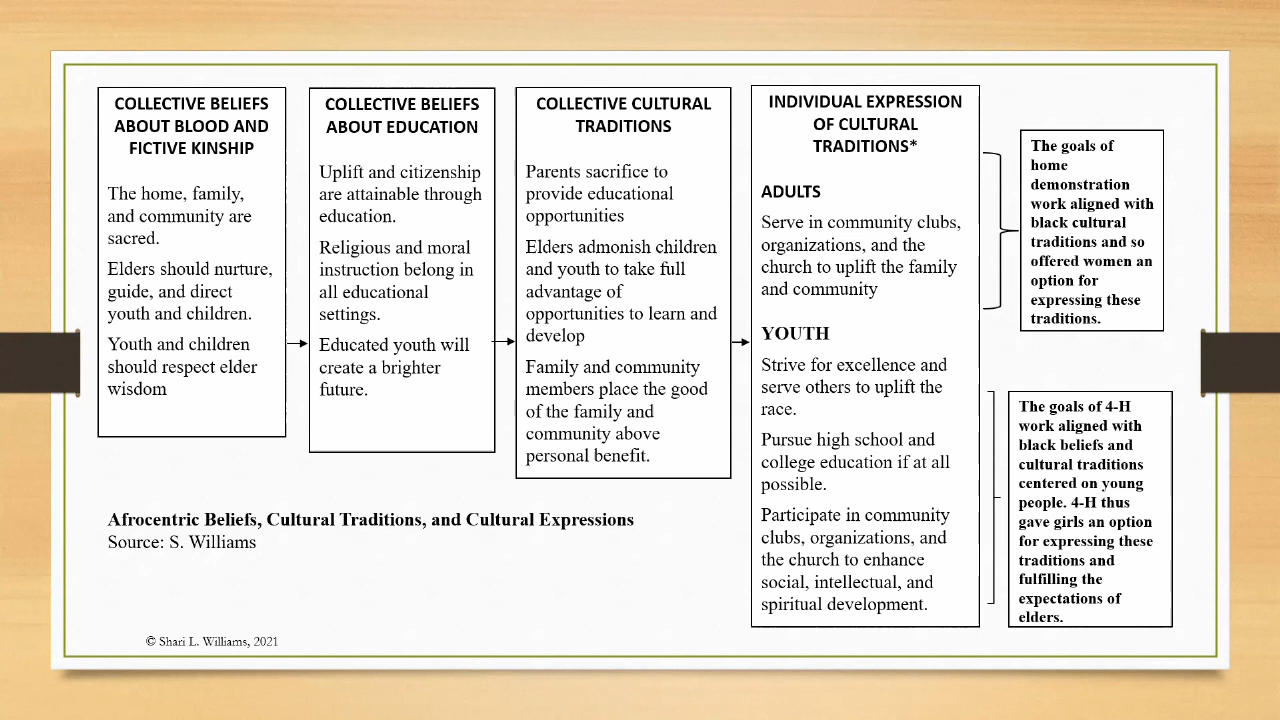 COLLECTIVE BELIEFS
ABOUT BLOOD AND
FICTIVE KINSHIP
The home, family,
and community are
sacred.
Elders should nurture,
guide, and direct
youth and children.
Youth and children
should respect elder
wisdom
COLLECTIVE BELIEFS
ABOUT EDUCATION
Uplift and citizenship
are attainable through
education.
Religious and moral
instruction belong in
all educational
settings.
Educated youth will
create a brighter
future.
COLLECTIVE CULTURAL
TRADITIONS
Parents sacrifice to
provide educational
opportunities
Elders admonish children
and youth to take full
advantage of
opportunities to learn and
develop
Family and community
members place the good
of the family and
community above
personal benefit.
INDIVIDUAL EXPRESSION
OF CULTURAL
TRADITIONS*
ADULTS
Serve in community clubs,
organizations, and the
church to uplift the family
and community
YOUTH
Strive for excellence and
serve others to uplift the
race.
Pursue high school and
college education if at all
possible.
Participate in community
clubs, organizations, and
the church to enhance
social, intellectual, and
spiritual development.
The goals of
home
demonstration
work aligned with
black cultural
traditions and so
offered women an
option for
expressing these
traditions.
The goals of 4-H
work aligned with
black beliefs and
cultural traditions
centered on young
people. 4-H thus
gave girls an option
for expressing these
traditions and
fulfilling the
expectations of
elders.
Afrocentric Beliefs, Cultural Traditions, and Cultural Expressions
Source: S. Williams
© Shari L. Williams, 2021